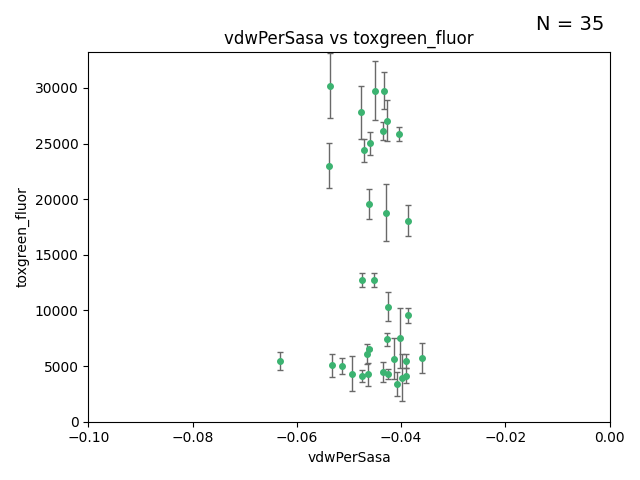 N = 35
vdwPerSasa vs toxgreen_fluor
toxgreen_fluor
30000
25000
20000
15000
10000
5000
0
−0.10 −0.08 −0.06 −0.04 −0.02 0.00
vdwPerSasa